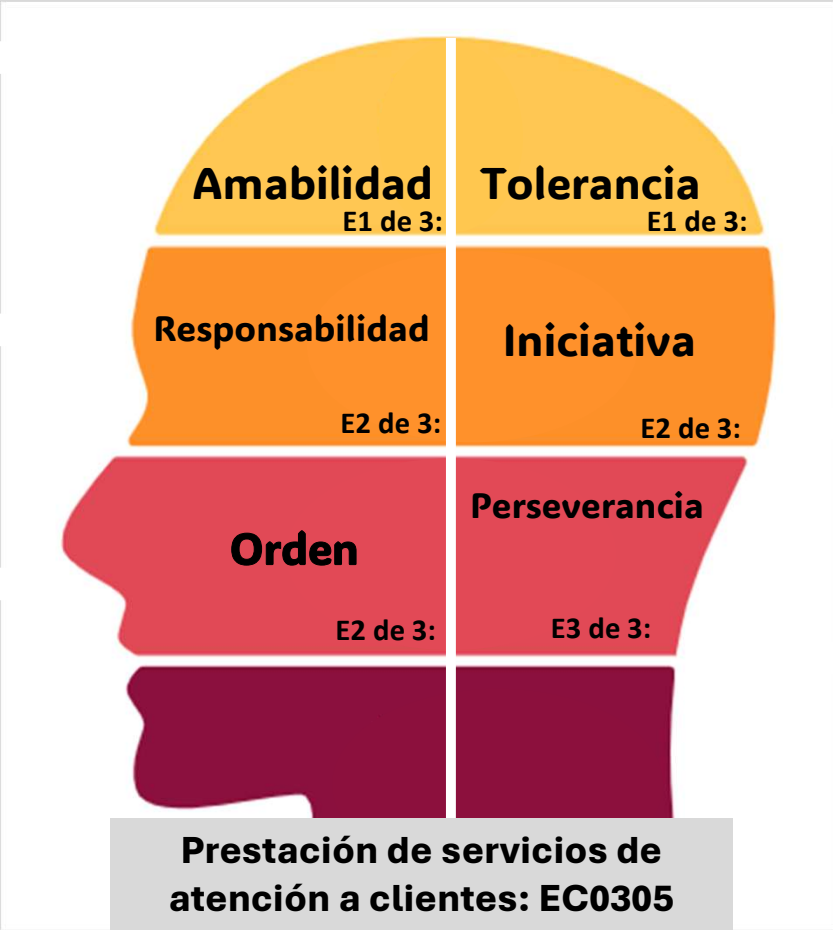 Amabilidad
E1 de 3:
Tolerancia
E1 de 3:
Responsabilidad
E2 de 3:
Iniciativa
E2 de 3:
Orden
E2 de 3:
Perseverancia
E3 de 3:
Prestación de servicios de
atención a clientes: EC0305